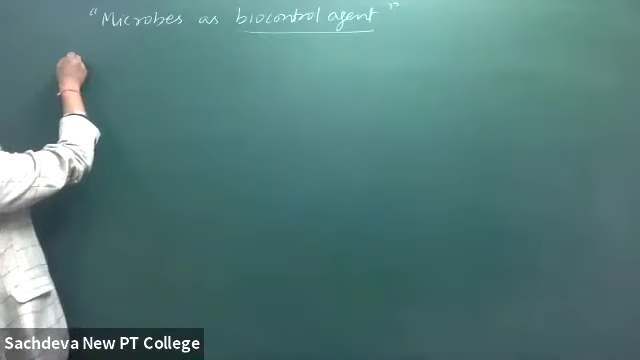 "Microbes as biocontrol agent"
Sachdeva New PT College